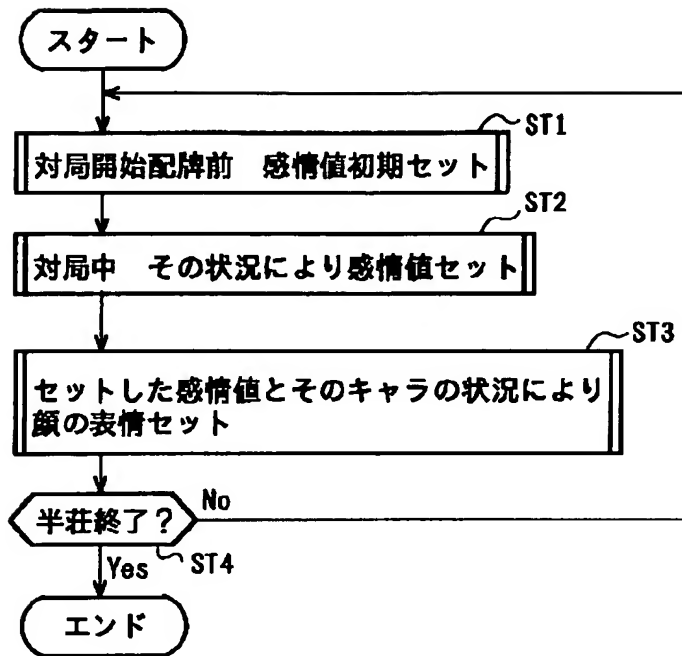 スタート
ST1
対局開始配牌前 感情値初期セット
ST2
対局中 その状況により感情値セット
ST3
セットした感情値とそのキャラの状況により
顔の表情セット
半荘終了?
No
ST4
Yes
エンド